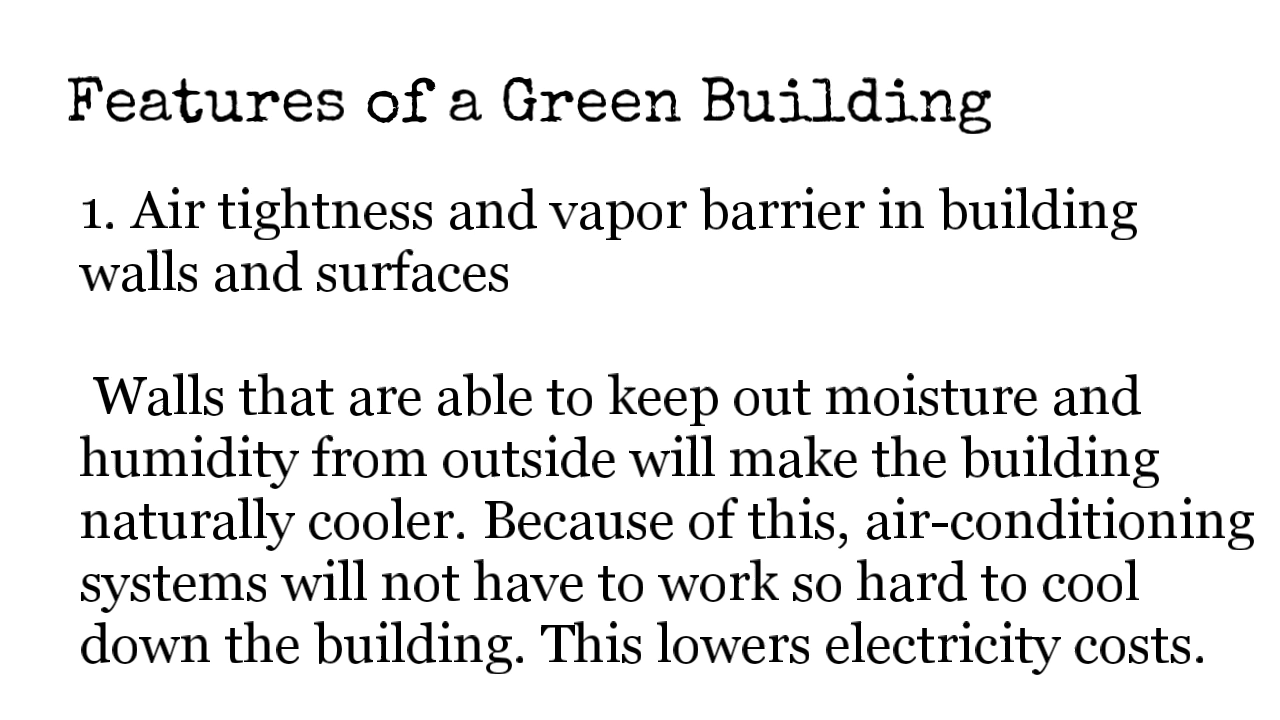 Features of a Green Building
1. Air tightness and vapor barrier in building
walls and surfaces
Walls that are able to keep out moisture and
humidity from outside will make the building
naturally cooler. Because of this, air-conditioning
systems will not have to work so hard to cool
down the building. This lowers electricity costs.